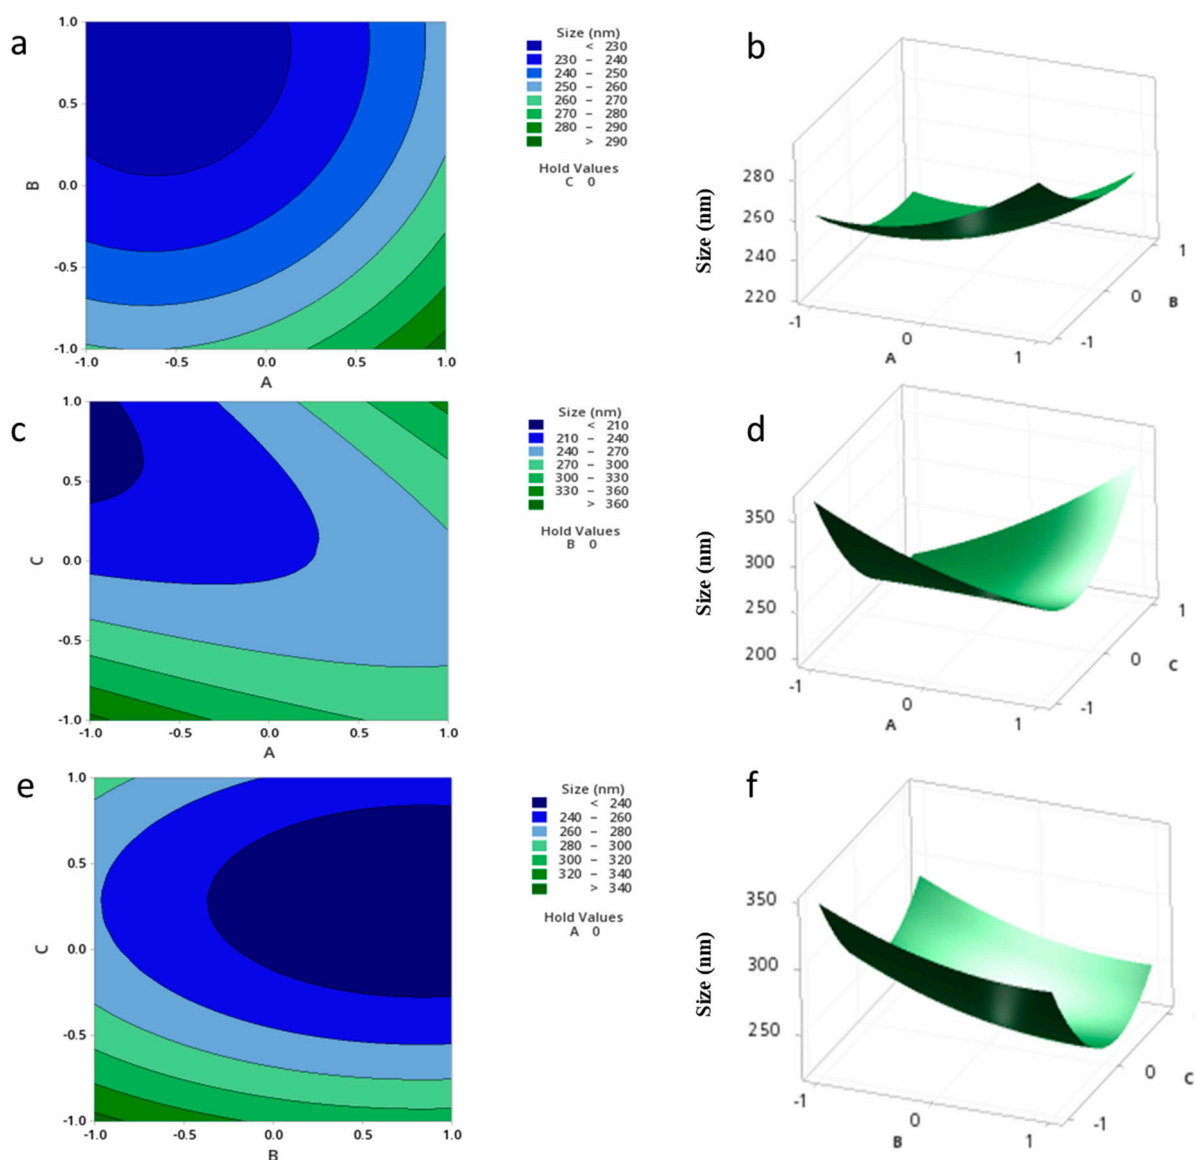 a
1.0
0.5
0.0
-0.5
-1.0
B
-1.0 -0.5 0.0 0.5 1.0
A
Size (nm)
< 230
230 – 240
240 – 250
250 – 260
260 – 270
270 – 280
280 – 290
> 290
Hold Values
C 0
b
280
260
240
220
Size (nm)
-1 0 1
A
-1 0 1
B
c
1.0
0.5
0.0
-0.5
-1.0
C
-1.0 -0.5 0.0 0.5 1.0
A
Size (nm)
< 210
210 – 240
240 – 270
270 – 300
300 – 330
330 – 360
> 360
Hold Values
B 0
d
350
300
250
200
Size (nm)
-1 0 1
A
-1 0 1
C
e
1.0
0.5
0.0
-0.5
-1.0
C
-1.0 -0.5 0.0 0.5 1.0
B
Size (nm)
< 240
240 – 260
260 – 280
280 – 300
300 – 320
320 – 340
> 340
Hold Values
A 0
f
350
300
250
Size (nm)
-1 0 1
B
-1 0
C